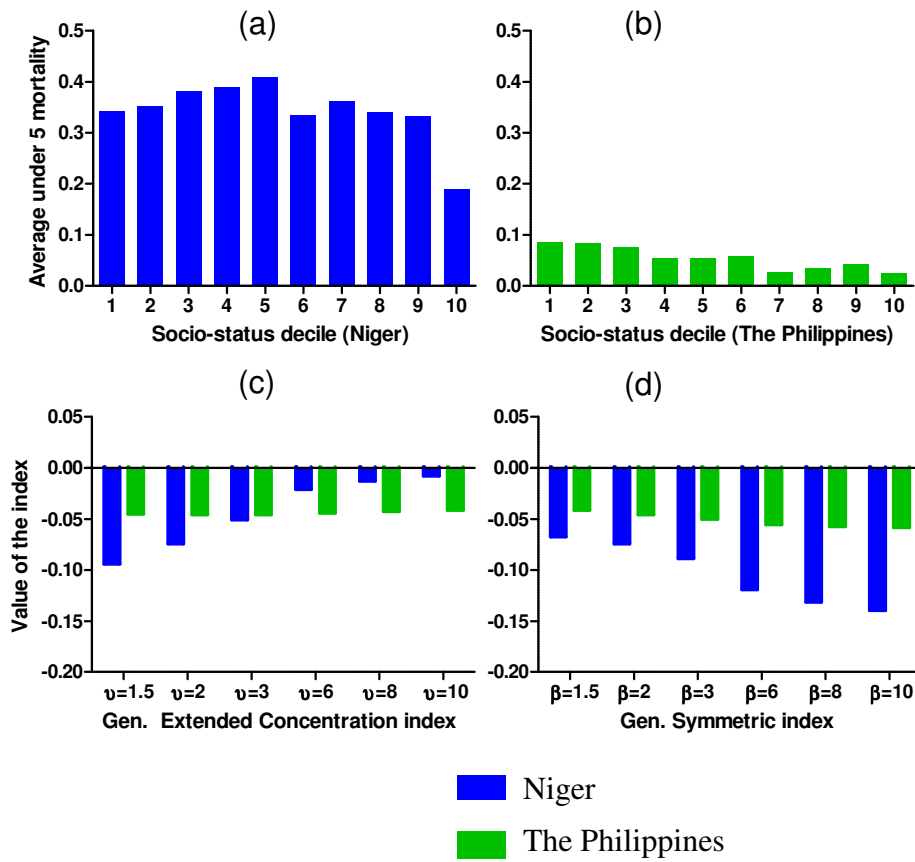 (a)
Average under 5 mortality
0.5
0.4
0.3
0.2
0.1
0.0
1 2 3 4 5 6 7 8 9 10
Socio-status decile (Niger)
(b)
0.5
0.4
0.3
0.2
0.1
0.0
1 2 3 4 5 6 7 8 9 10
Socio-status decile (The Philippines)
(c)
Value of the index
0.05
0.00
-0.05
-0.10
-0.15
-0.20
υ=1.5 υ=2 υ=3 υ=6 υ=8 υ=10
Gen. Extended Concentration index
(d)
0.05
0.00
-0.05
-0.10
-0.15
-0.20
β=1.5 β=2 β=3 β=6 β=8 β=10
Gen. Symmetric index
Niger
The Philippines